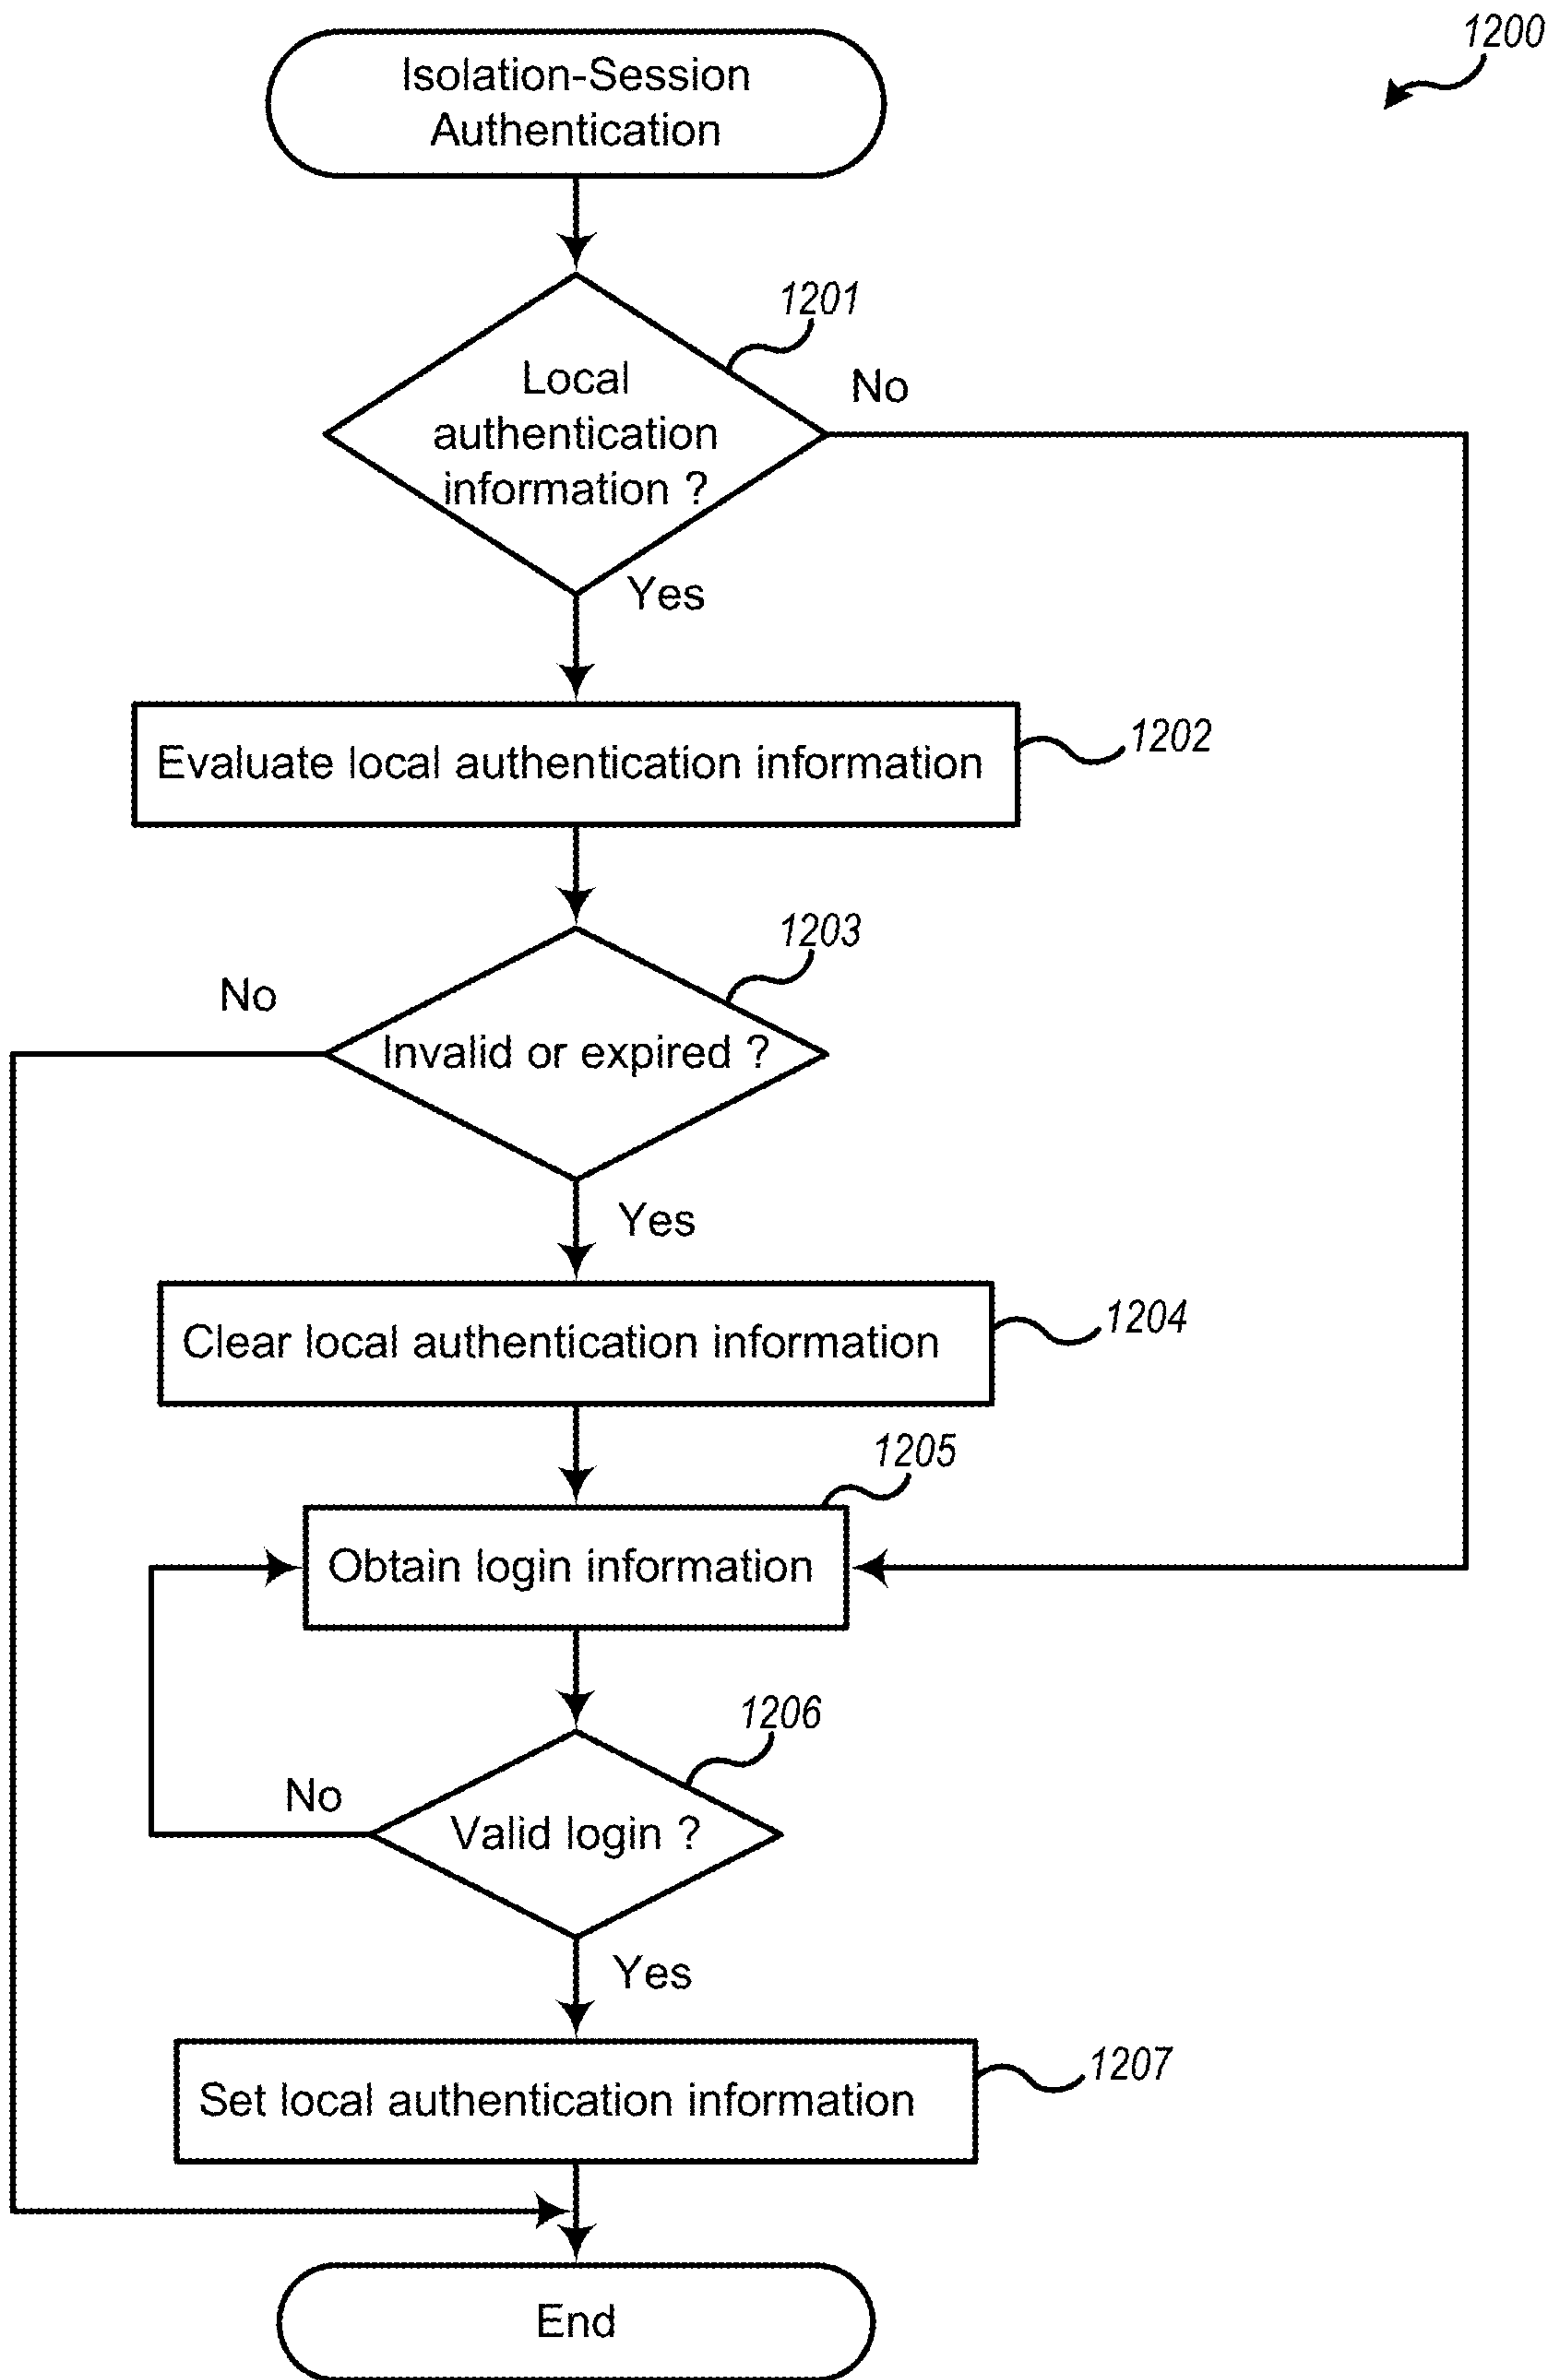 1200
Isolation-Session
Authentication
1201
Local
authentication
information ?
No
Yes
Evaluate local authentication information
1202
1203
No
Invalid or expired ?
Yes
Clear local authentication information
1204
1205
Obtain login information
1206
No
Valid login ?
Yes
Set local authentication information
1207
End